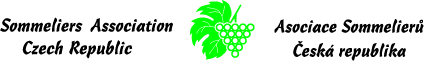 Sommeliers Association
Czech Republic
Asociace Sommelierů
Česká republika